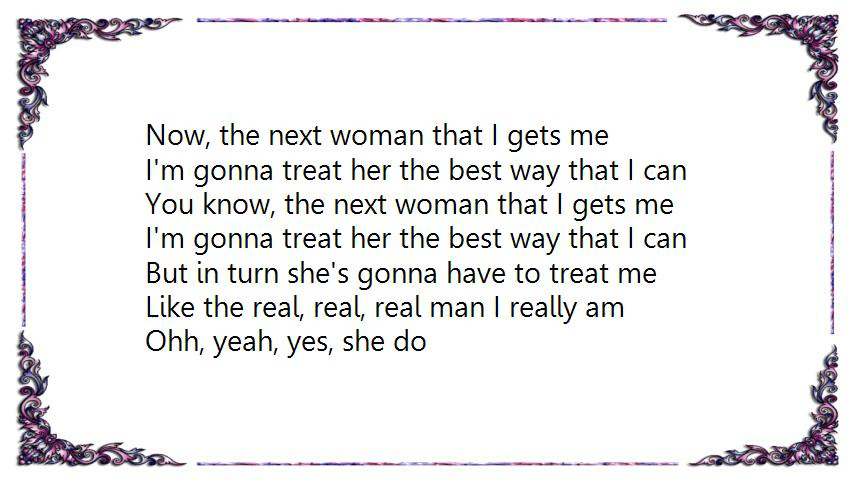 Now, the next woman that I gets me
I'm gonna treat her the best way that I can
You know, the next woman that I gets me
I'm gonna treat her the best way that I can
But in turn she's gonna have to treat me
Like the real, real, real man I really am
Ohh, yeah, yes, she do